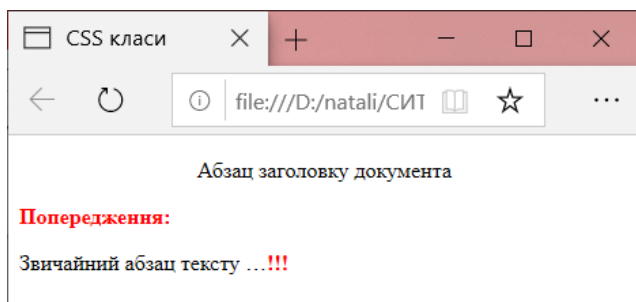 CSS класи
file:///D:/natali/СИТ
Абзац заголовку документа
Попередження:
Звичайний абзац тексту …!!!